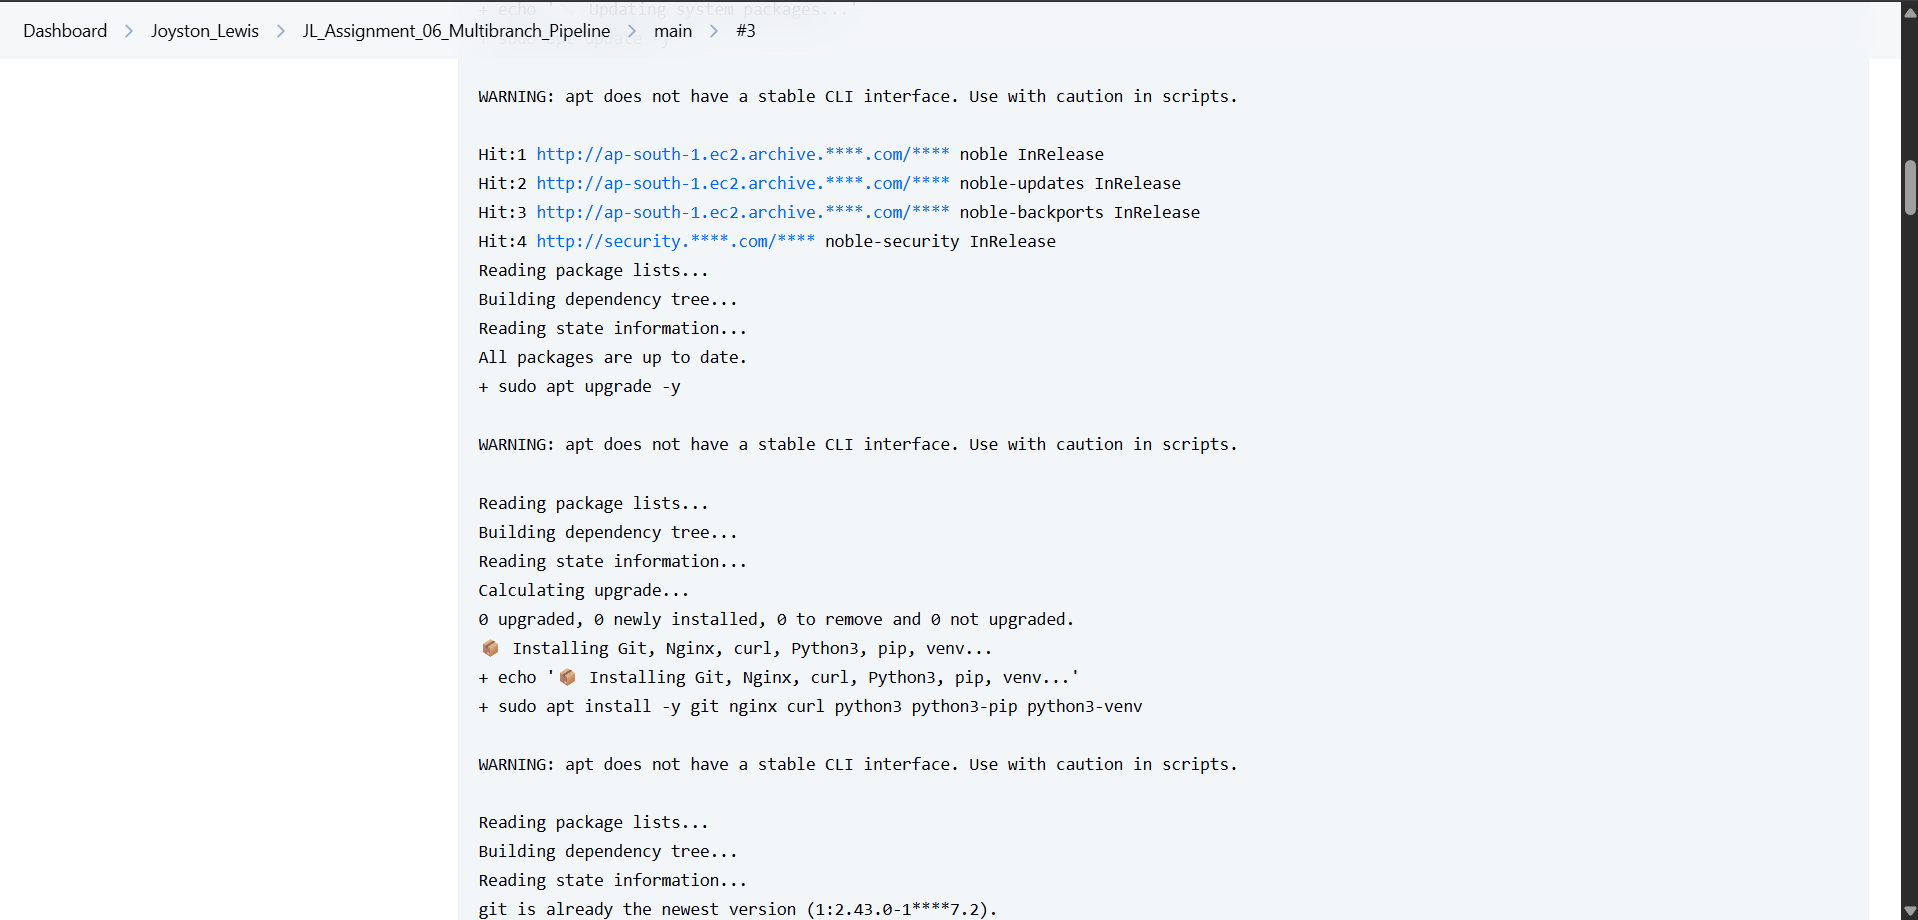 + echo ' Updating system packages...'
Dashboard > Joyston_Lewis > JL_Assignment_06_Multibranch_Pipeline > main > #3
+ sudo apt update -y
WARNING: apt does not have a stable CLI interface. Use with caution in scripts.
Hit:1 http://ap-south-1.ec2.archive.****.com/**** noble InRelease
Hit:2 http://ap-south-1.ec2.archive.****.com/**** noble-updates InRelease
Hit:3 http://ap-south-1.ec2.archive.****.com/**** noble-backports InRelease
Hit:4 http://security.****.com/**** noble-security InRelease
Reading package lists...
Building dependency tree...
Reading state information...
All packages are up to date.
+ sudo apt upgrade -y
WARNING: apt does not have a stable CLI interface. Use with caution in scripts.
Reading package lists...
Building dependency tree...
Reading state information...
Calculating upgrade...
0 upgraded, 0 newly installed, 0 to remove and 0 not upgraded.
📦 Installing Git, Nginx, curl, Python3, pip, venv...
+ echo '📦 Installing Git, Nginx, curl, Python3, pip, venv...'
+ sudo apt install -y git nginx curl python3 python3-pip python3-venv
WARNING: apt does not have a stable CLI interface. Use with caution in scripts.
Reading package lists...
Building dependency tree...
Reading state information...
git is already the newest version (1:2.43.0-1****7.2).